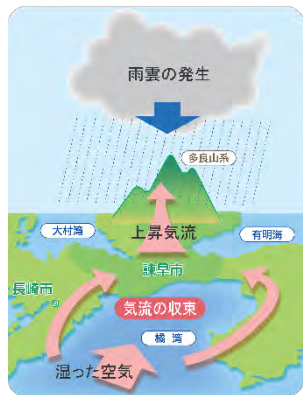 雨雲の発生
多良山系
大村湾
上昇気流
有明海
諫早市
長崎市
気流の収束
橘湾
湿った空気